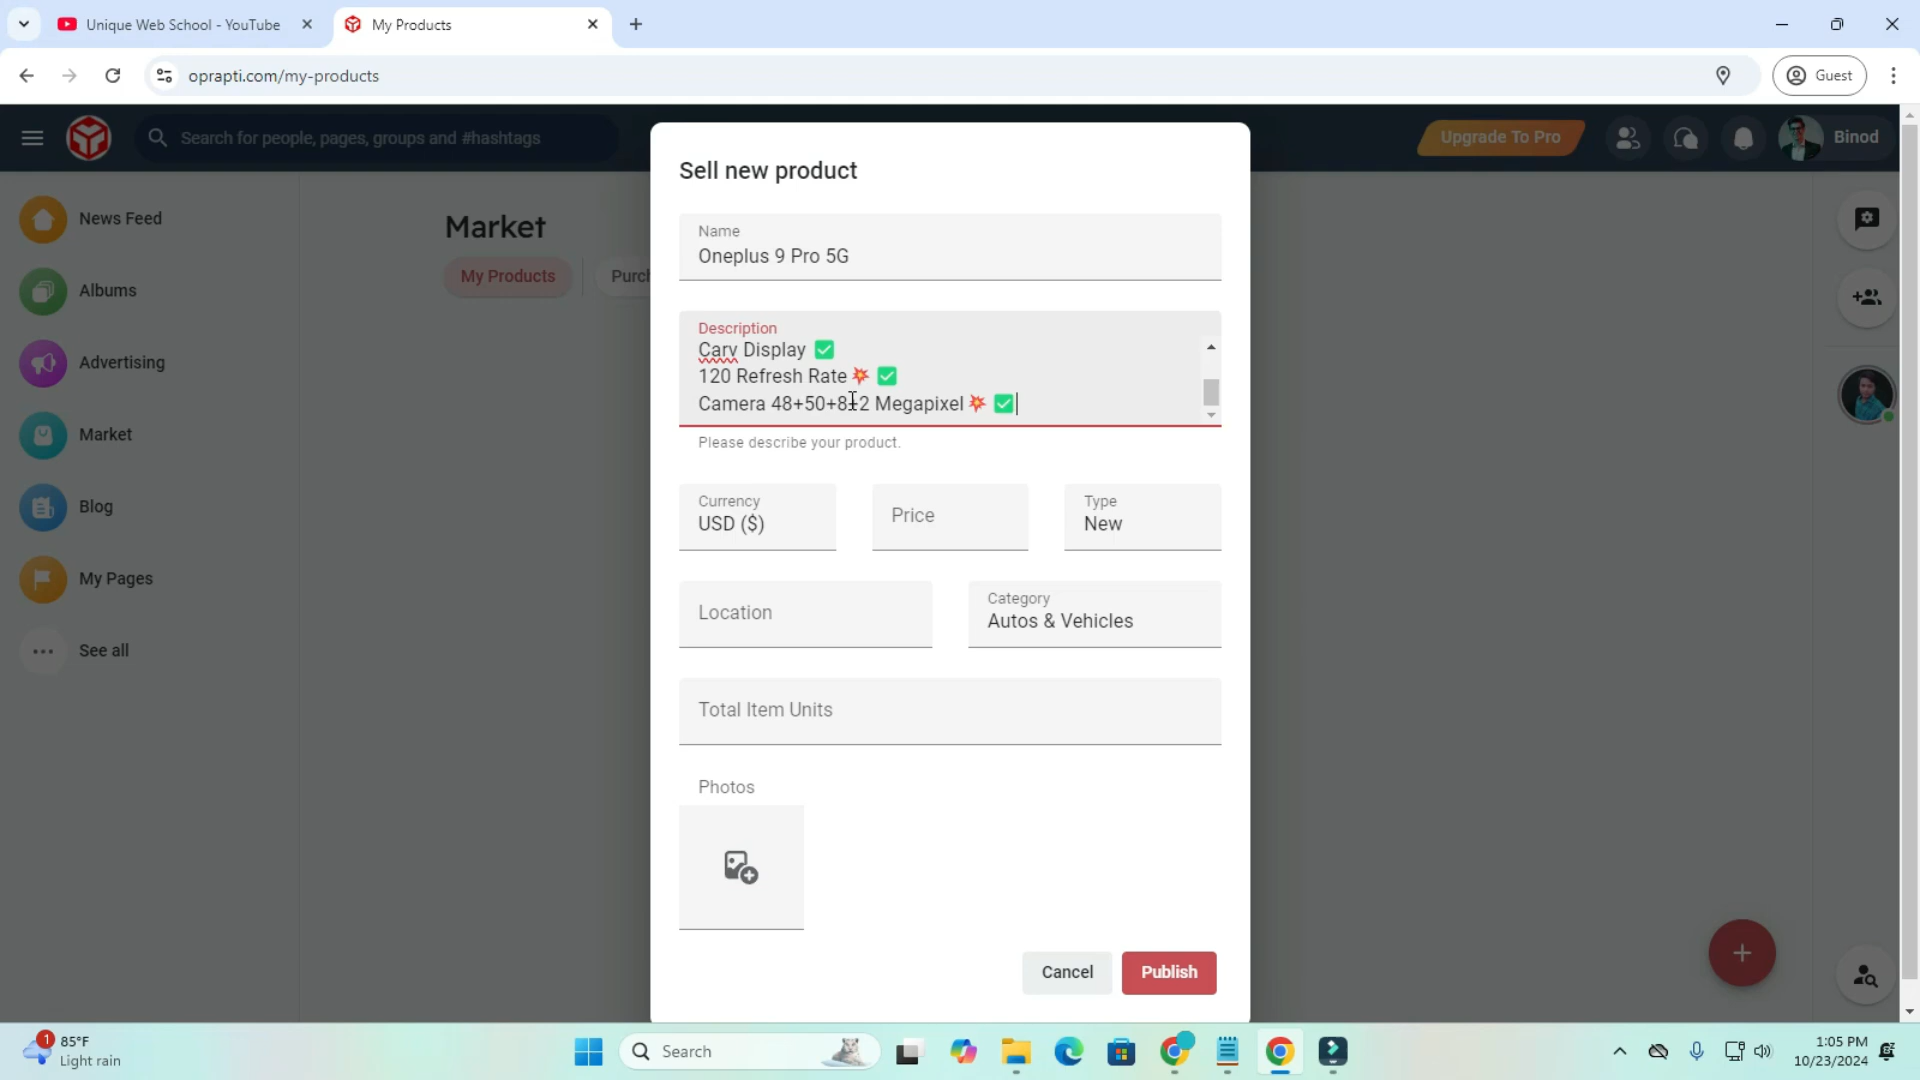 Unique Web School - YouTube
My Products
oprapti.com/my-products
Guest
Search for people, pages, groups and #hashtags
Upgrade To Pro
Binod
News Feed
Albums
Advertising
Market
Blog
My Pages
See all
Market
My Products
Purch
Sell new product
Name
Oneplus 9 Pro 5G
Description
Carv Display ✅
120 Refresh Rate💥 ✅
Camera 48+50+8+2 Megapixel💥 ✅
Please describe your product.
Currency
USD ($)
Price
Type
New
Location
Category
Autos & Vehicles
Total Item Units
Photos
Cancel
Publish
1
85°F
Light rain
Search
1:05 PM
10/23/2024